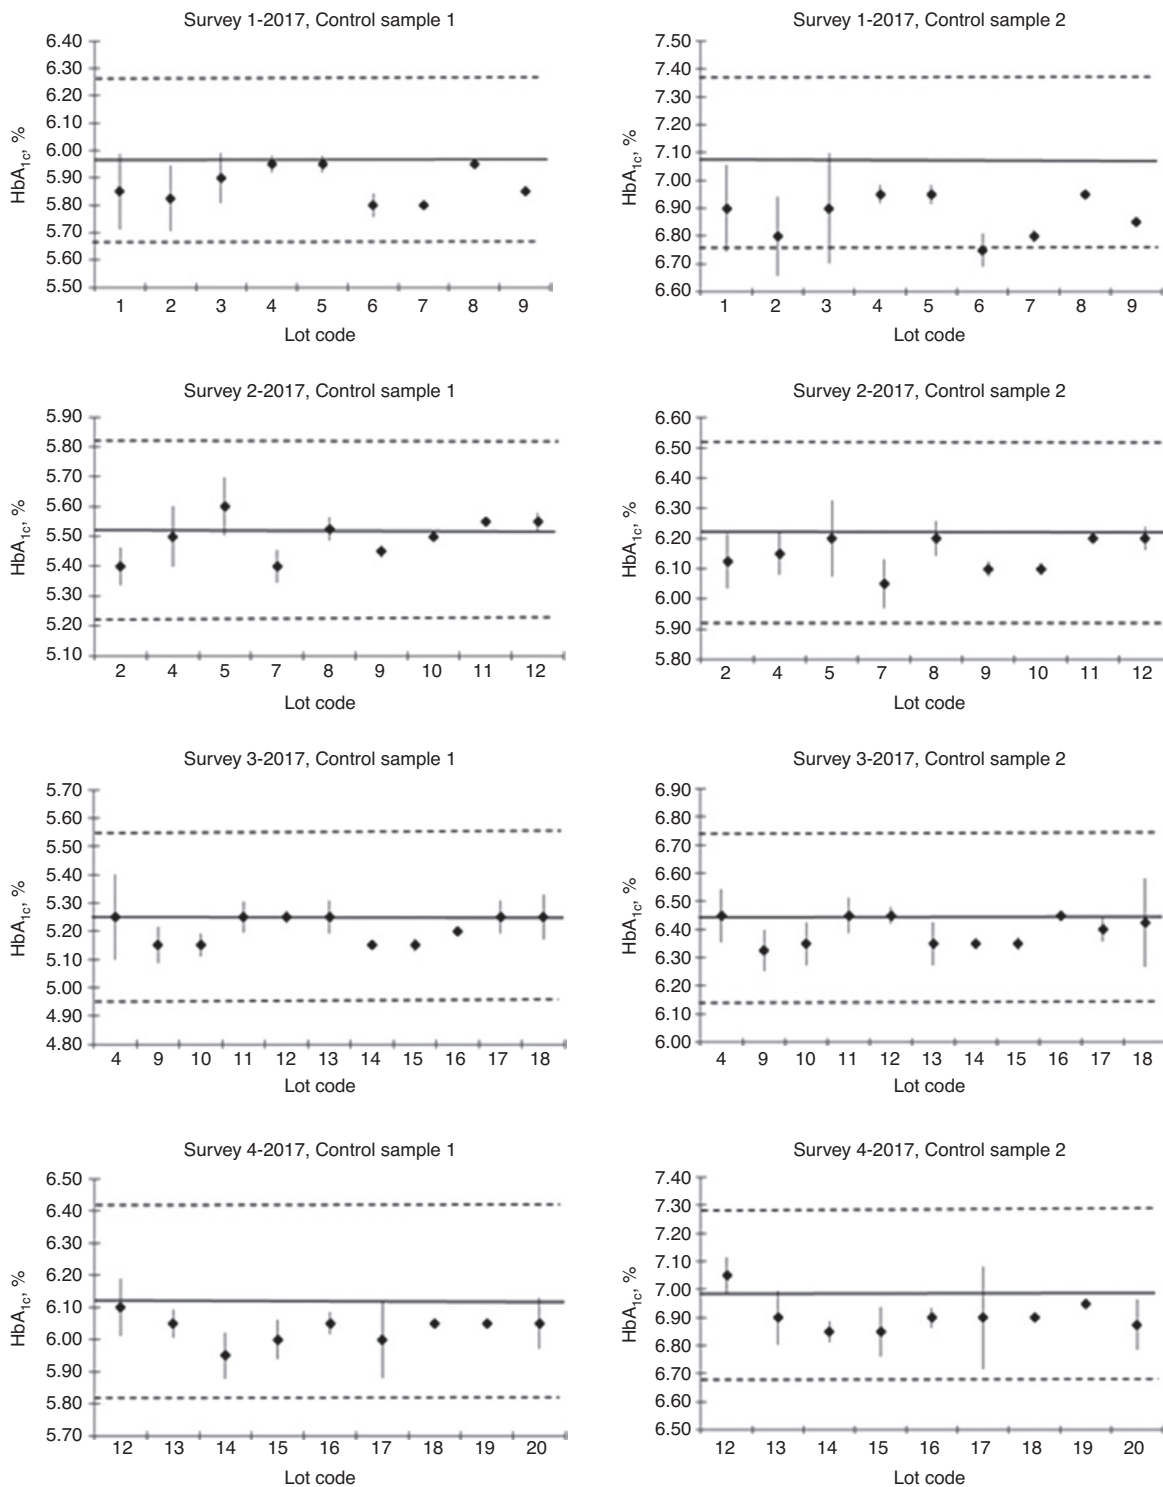 Survey 1-2017, Control sample 1
6.40
6.30
6.20
6.10
6.00
5.90
5.80
5.70
5.60
5.50
HbA1c, %
1 2 3 4 5 6 7 8 9
Lot code
Survey 1-2017, Control sample 2
7.50
7.40
7.30
7.20
7.10
7.00
6.90
6.80
6.70
6.60
HbA1c, %
1 2 3 4 5 6 7 8 9
Lot code
Survey 2-2017, Control sample 1
5.90
5.80
5.70
5.60
5.50
5.40
5.30
5.20
5.10
HbA1c, %
2 4 5 7 8 9 10 11 12
Lot code
Survey 2-2017, Control sample 2
6.60
6.50
6.40
6.30
6.20
6.10
6.00
5.90
5.80
HbA1c, %
2 4 5 7 8 9 10 11 12
Lot code
Survey 3-2017, Control sample 1
5.70
5.60
5.50
5.40
5.30
5.20
5.10
5.00
4.90
4.80
HbA1c, %
4 9 10 11 12 13 14 15 16 17 18
Lot code
Survey 3-2017, Control sample 2
6.90
6.80
6.70
6.60
6.50
6.40
6.30
6.20
6.10
6.00
HbA1c, %
4 9 10 11 12 13 14 15 16 17 18
Lot code
Survey 4-2017, Control sample 1
6.50
6.40
6.30
6.20
6.10
6.00
5.90
5.80
5.70
HbA1c, %
12 13 14 15 16 17 18 19 20
Lot code
Survey 4-2017, Control sample 2
7.40
7.30
7.20
7.10
7.00
6.90
6.80
6.70
6.60
6.50
HbA1c, %
12 13 14 15 16 17 18 19 20
Lot code